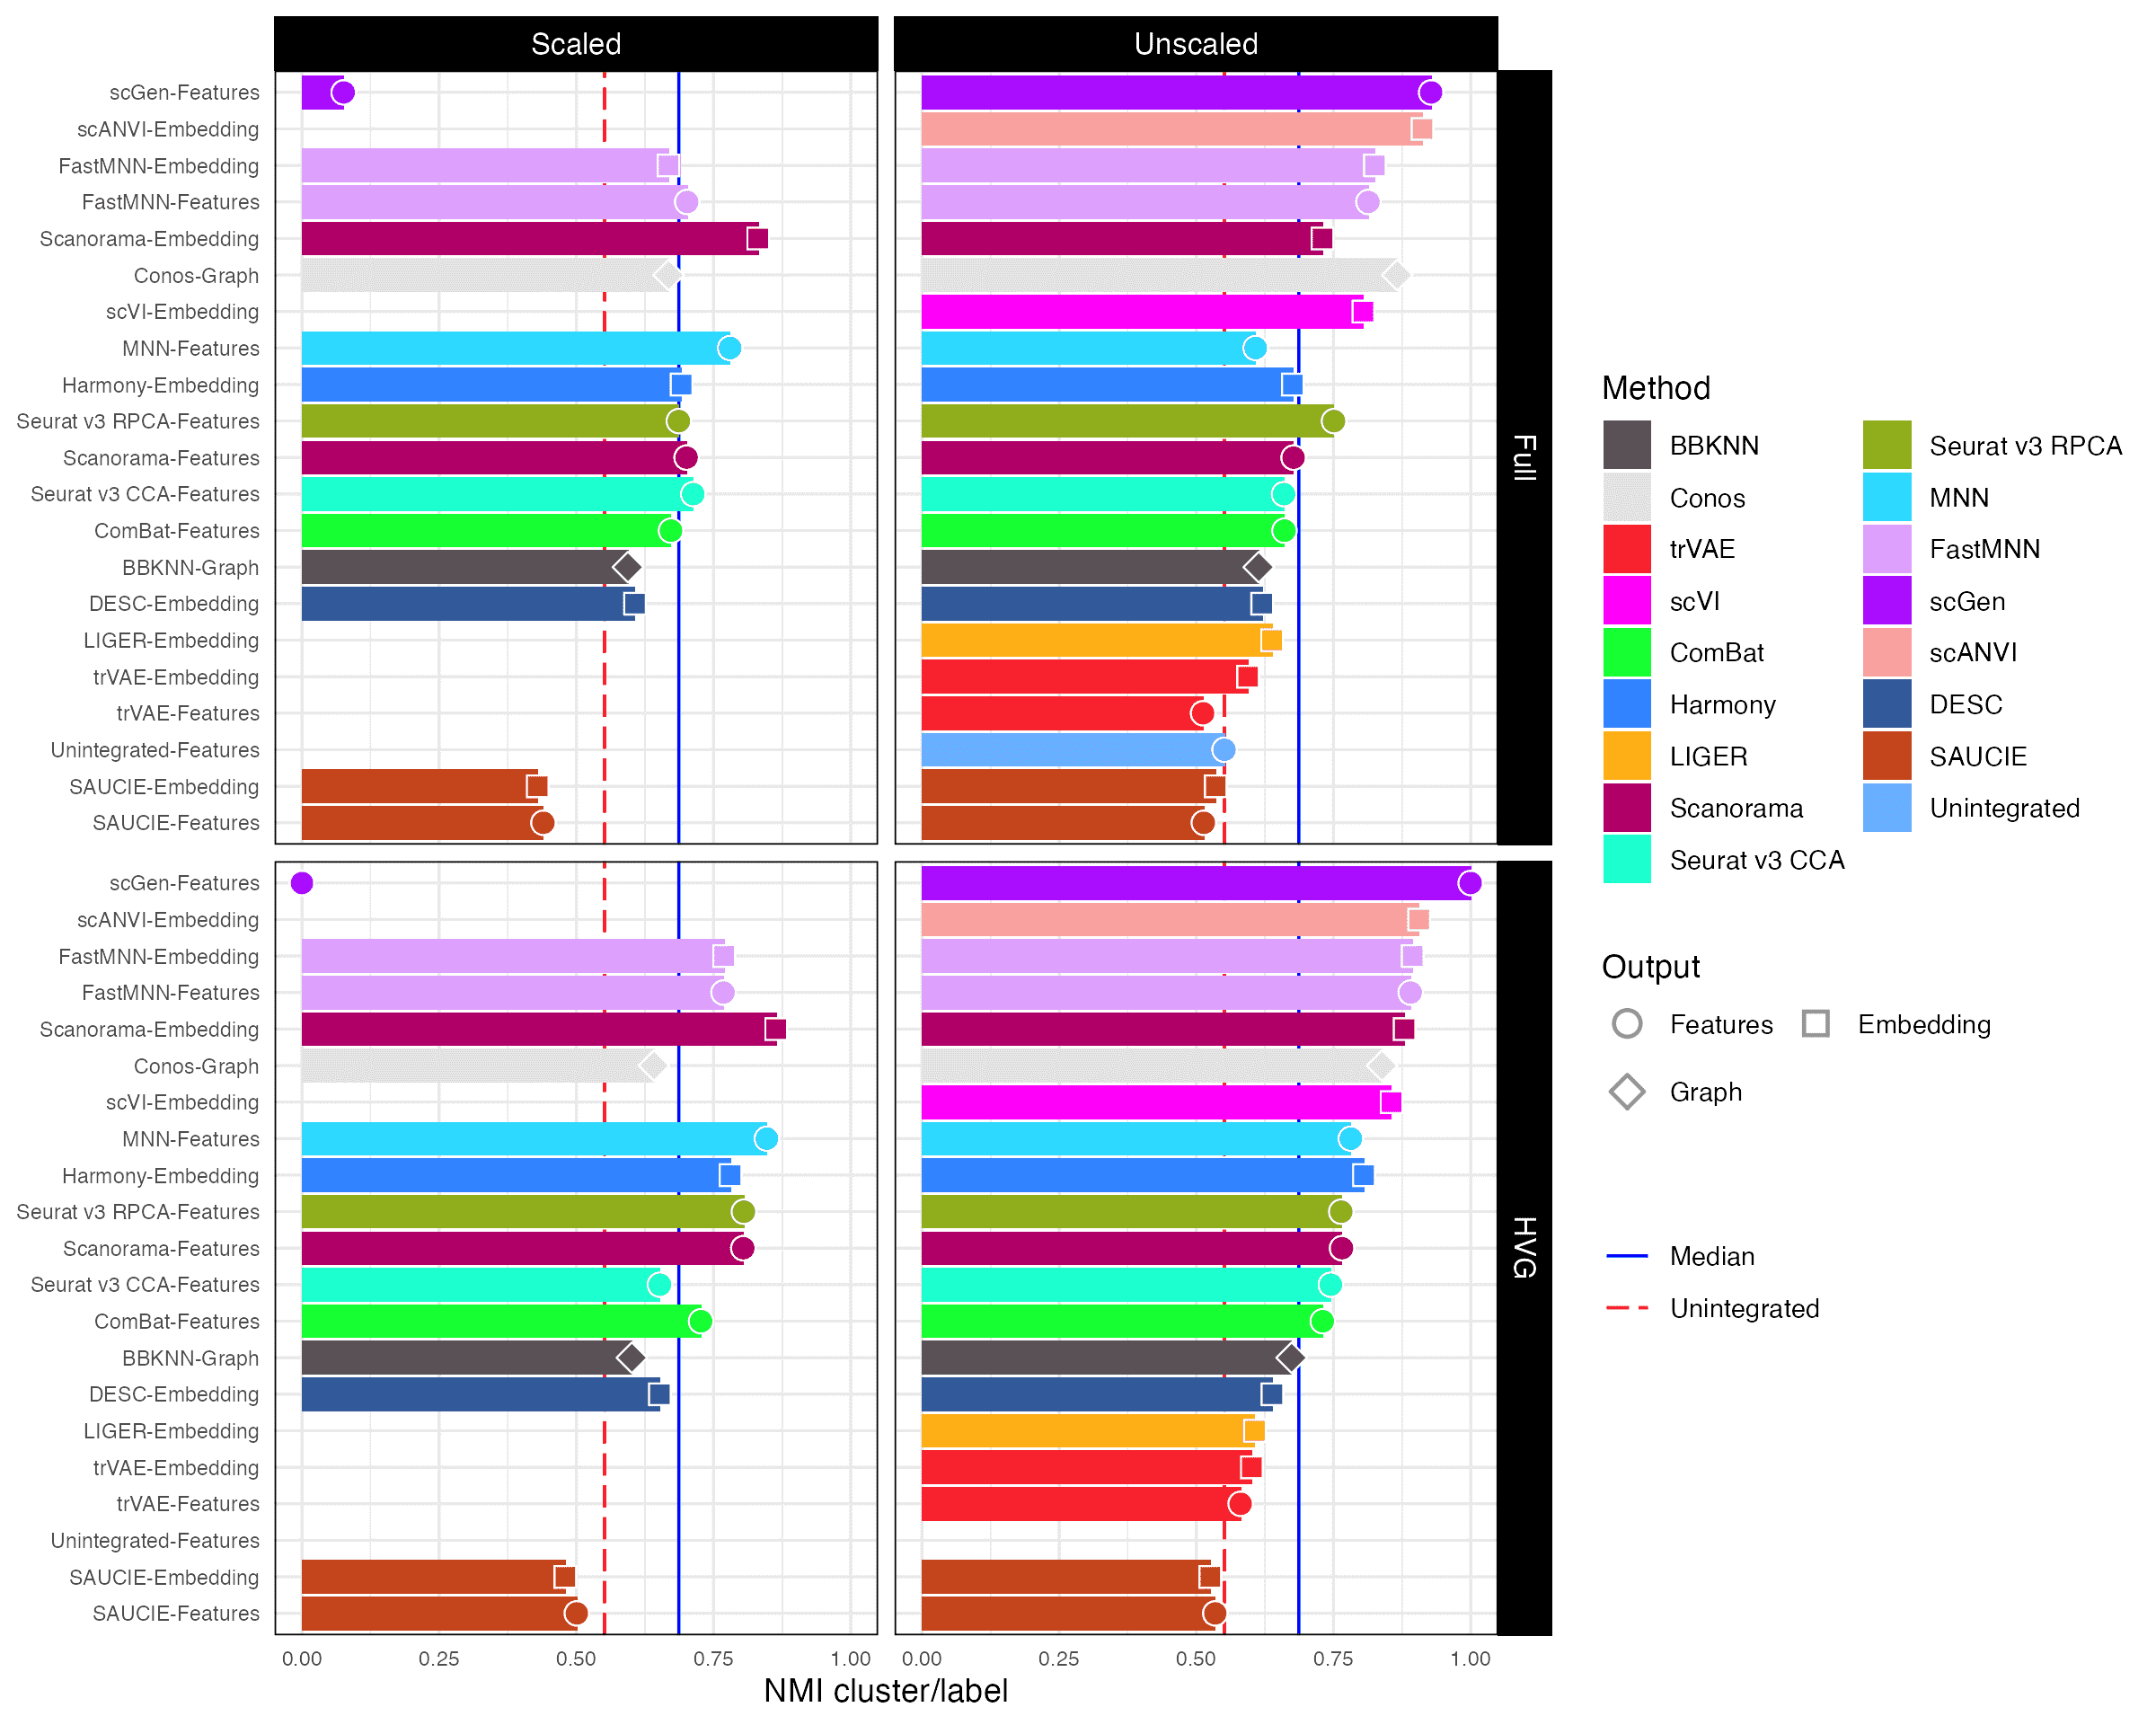 Scaled
Unscaled
scGen-Features
scANVI-Embedding
FastMNN-Embedding
FastMNN-Features
Scanorama-Embedding
Conos-Graph
scVI-Embedding
MNN-Features
Harmony-Embedding
Seurat v3 RPCA-Features
Scanorama-Features
Seurat v3 CCA-Features
ComBat-Features
BBKNN-Graph
DESC-Embedding
LIGER-Embedding
trVAE-Embedding
trVAE-Features
Unintegrated-Features
SAUCIE-Embedding
SAUCIE-Features
Full
scGen-Features
scANVI-Embedding
FastMNN-Embedding
FastMNN-Features
Scanorama-Embedding
Conos-Graph
scVI-Embedding
MNN-Features
Harmony-Embedding
Seurat v3 RPCA-Features
Scanorama-Features
Seurat v3 CCA-Features
ComBat-Features
BBKNN-Graph
DESC-Embedding
LIGER-Embedding
trVAE-Embedding
trVAE-Features
Unintegrated-Features
SAUCIE-Embedding
SAUCIE-Features
HVG
0.00 0.25 0.50 0.75 1.00
0.00 0.25 0.50 0.75 1.00
NMI cluster/label
Method
BBKNN
Conos
trVAE
scVI
ComBat
Harmony
LIGER
Scanorama
Seurat v3 CCA
Seurat v3 RPCA
MNN
FastMNN
scGen
scANVI
DESC
SAUCIE
Unintegrated
Output
Features
Embedding
Graph
Median
Unintegrated